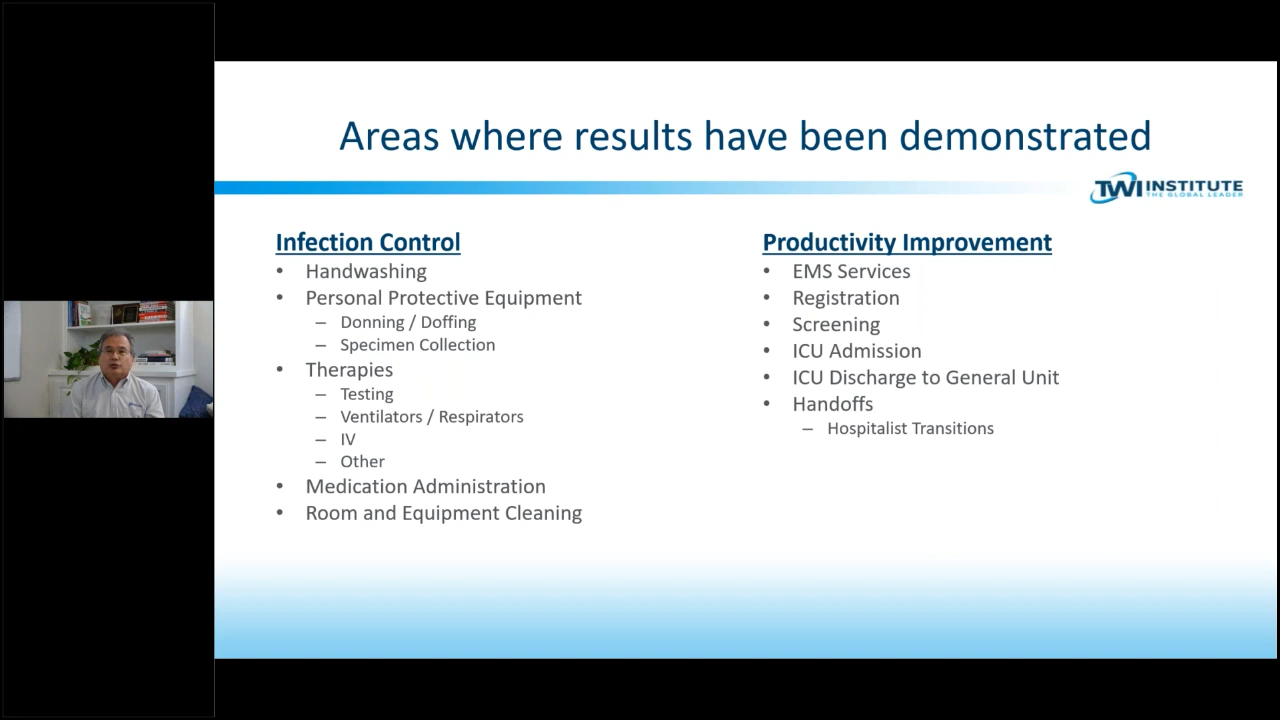 Areas where results have been demonstrated
TWI INSTITUTE
THE GLOBAL LEADER
Infection Control
• Handwashing
• Personal Protective Equipment
– Donning / Doffing
– Specimen Collection
• Therapies
– Testing
– Ventilators / Respirators
– IV
– Other
• Medication Administration
• Room and Equipment Cleaning
Productivity Improvement
• EMS Services
• Registration
• Screening
• ICU Admission
• ICU Discharge to General Unit
• Handoffs
– Hospitalist Transitions